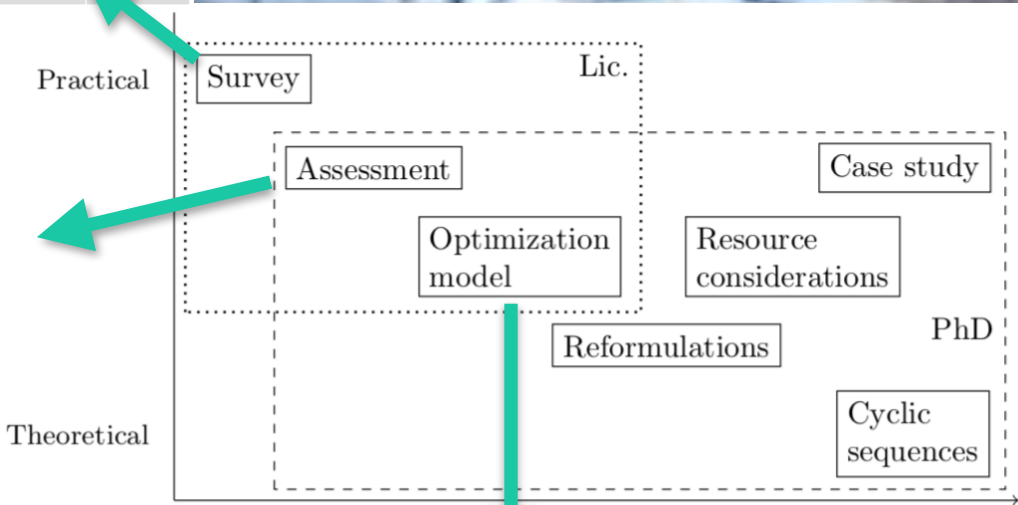 Practical
Survey
Lic.
Assessment
Case study
Optimization
model
Resource
considerations
Reformulations
PhD
Theoretical
Cyclic
sequences